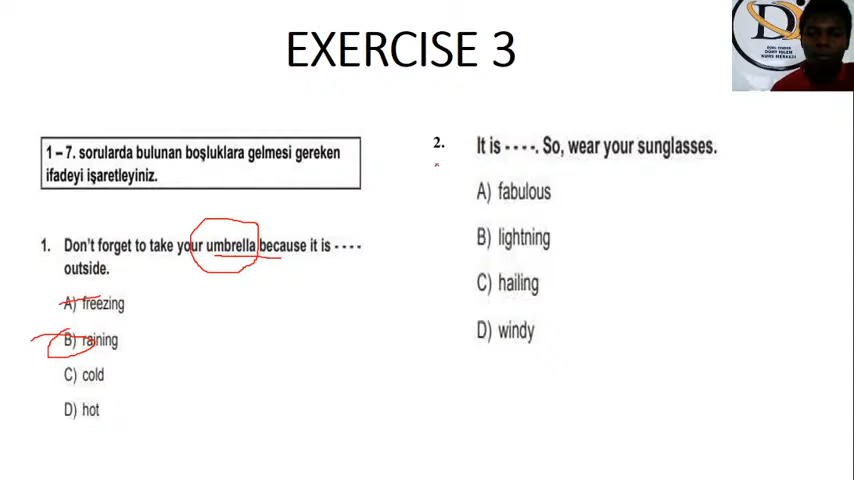 EXERCISE 3
1 – 7. sorularda bulunan boşluklara gelmesi gereken
ifadeyi işaretleyiniz.
1. Don't forget to take your umbrella because it is ----
outside.
A) freezing
B) raining
C) cold
D) hot
2. It is ----. So, wear your sunglasses.
A) fabulous
B) lightning
C) hailing
D) windy